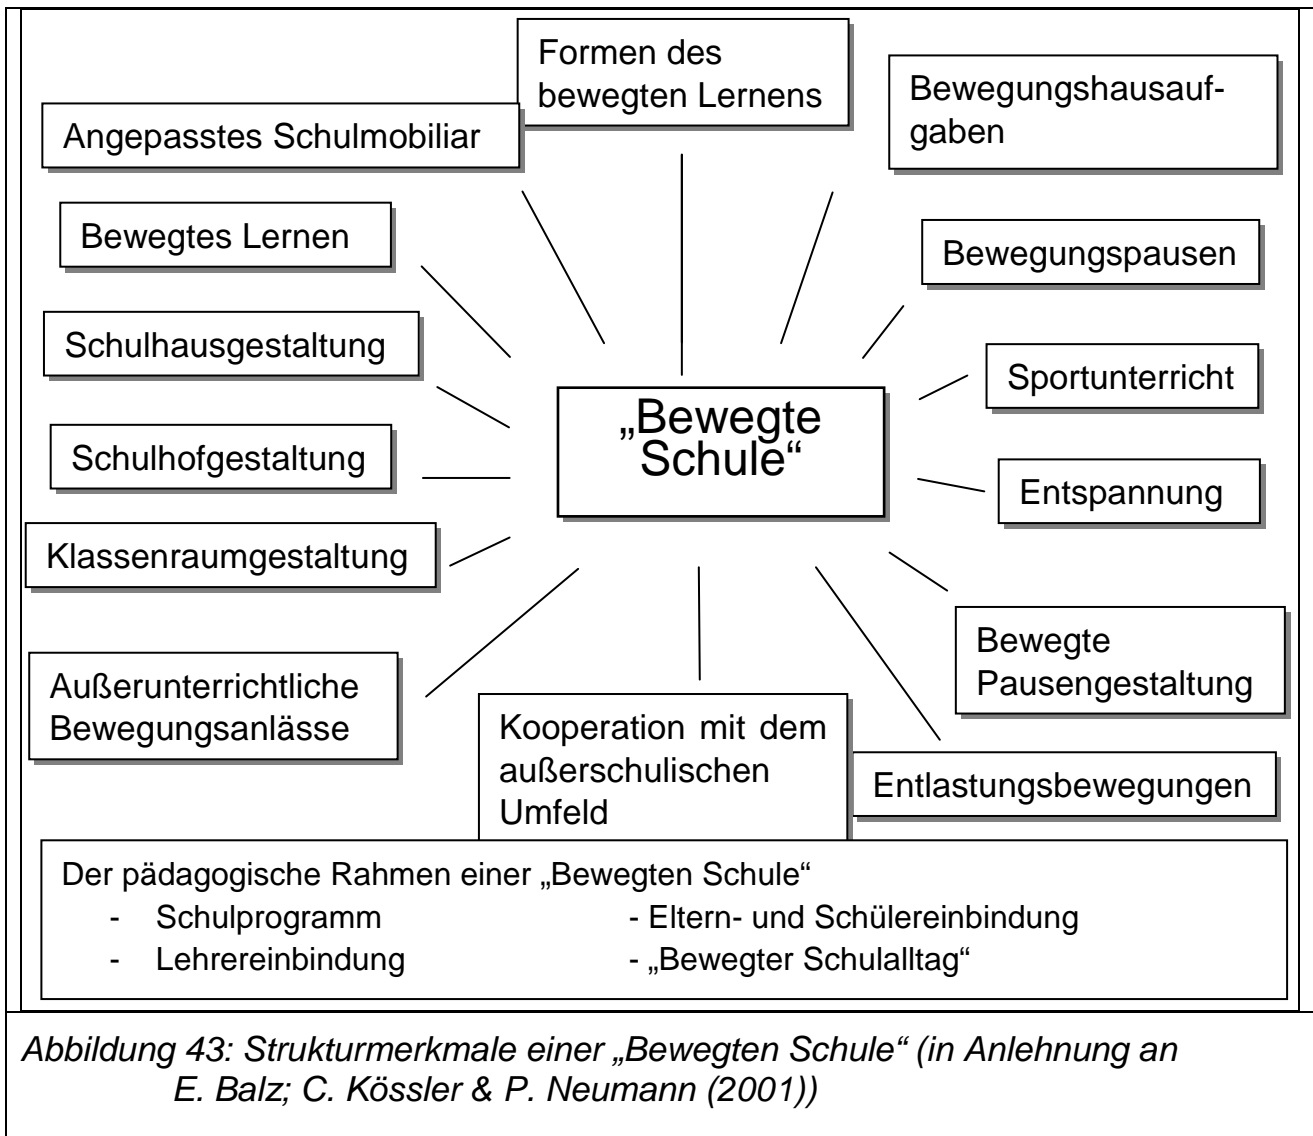 Formen des
bewegten Lernens
Bewegungshausauf-
gaben
Angepasstes Schulmobiliar
Bewegtes Lernen
Bewegungspausen
Schulhausgestaltung
Sportunterricht
„Bewegte
Schule“
Schulhofgestaltung
Entspannung
Klassenraumgestaltung
Bewegte
Pausengestaltung
Außerunterrichtliche
Bewegungsanlässe
Kooperation mit dem
außerschulischen
Umfeld
Entlastungsbewegungen
Der pädagogische Rahmen einer „Bewegten Schule“
- Schulprogramm - Eltern- und Schülereinbindung
- Lehrereinbindung - „Bewegter Schulalltag“
Abbildung 43: Strukturmerkmale einer „Bewegten Schule“ (in Anlehnung an
E. Balz; C. Kössler & P. Neumann (2001))